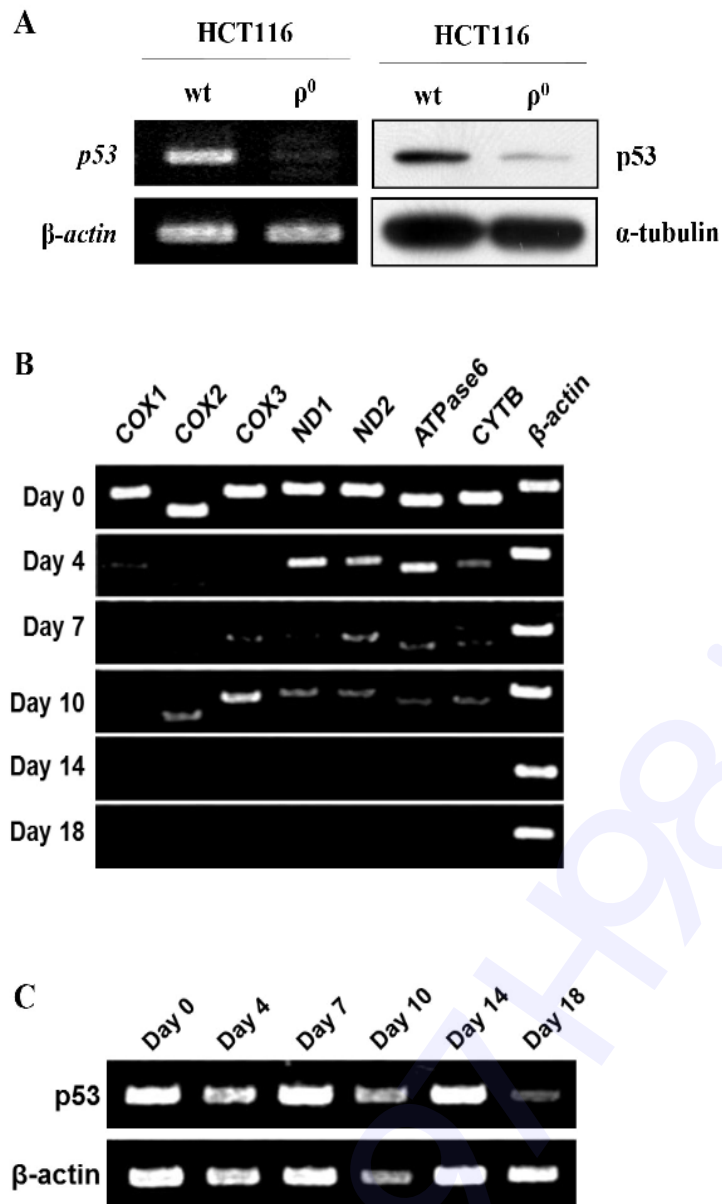 A
HCT116 HCT116
wt ρ⁰ wt ρ⁰
p53 p53
β-actin α-tubulin
B
COX1 COX2 COX3 ND1 ND2 ATPase6 CYTB β-actin
Day 0
Day 4
Day 7
Day 10
Day 14
Day 18
C
Day 0 Day 4 Day 7 Day 10 Day 14 Day 18
p53
β-actin